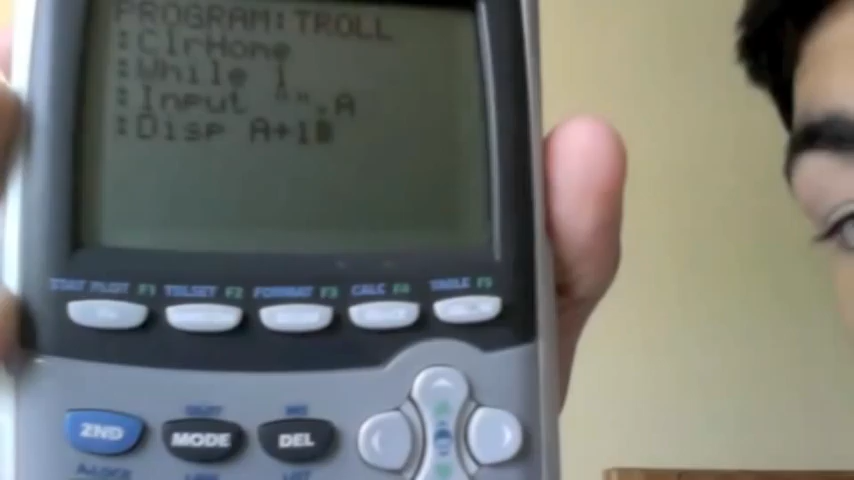 PROGRAM:TROLL
:ClrHome
:While 1
:Input "",A
:Disp A+1
STAT PLOT F1 TBLSET F2 FORMAT F3 CALC F4 TABLE F5
2ND MODE DEL